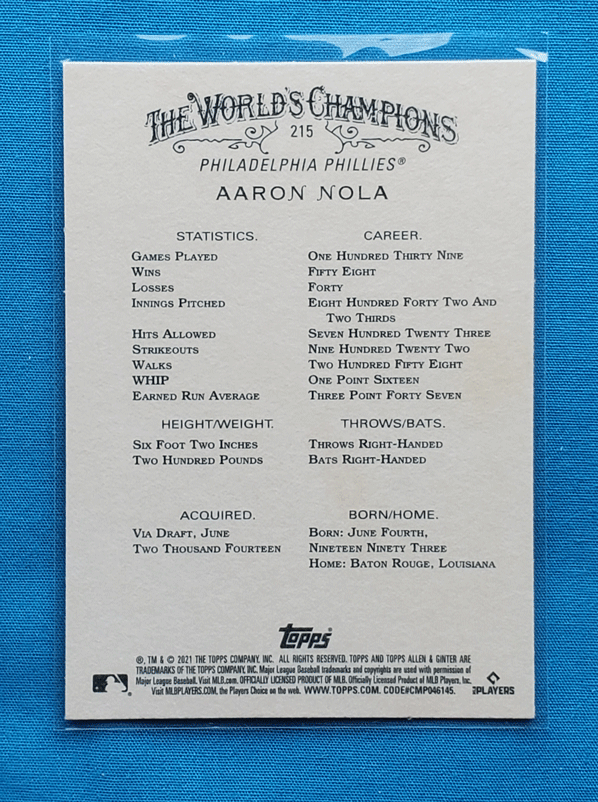 THE WORLD'S CHAMPIONS
215
PHILADELPHIA PHILLIES®
AARON NOLA
STATISTICS. CAREER.
GAMES PLAYED ONE HUNDRED THIRTY NINE
WINS FIFTY EIGHT
LOSSES FORTY
INNINGS PITCHED EIGHT HUNDRED FORTY TWO AND
TWO THIRDS
HITS ALLOWED SEVEN HUNDRED TWENTY THREE
STRIKEOUTS NINE HUNDRED TWENTY TWO
WALKS TWO HUNDRED FIFTY EIGHT
WHIP ONE POINT SIXTEEN
EARNED RUN AVERAGE THREE POINT FORTY SEVEN
HEIGHT/WEIGHT. THROWS/BATS.
SIX FOOT TWO INCHES THROWS RIGHT-HANDED
TWO HUNDRED POUNDS BATS RIGHT-HANDED
ACQUIRED. BORN/HOME.
VIA DRAFT, JUNE BORN: JUNE FOURTH,
TWO THOUSAND FOURTEEN NINETEEN NINETY THREE
HOME: BATON ROUGE, LOUISIANA
Topps®
®, TM & © 2021 THE TOPPS COMPANY, INC. ALL RIGHTS RESERVED. TOPPS AND TOPPS ALLEN & GINTER ARE
TRADEMARKS OF THE TOPPS COMPANY, INC. Major League Baseball trademarks and copyrights are used with permission of
Major League Baseball. Visit MLB.com. OFFICIALLY LICENSED PRODUCT OF MLB. Officially Licensed Product of MLB Players, Inc.
Visit MLBPLAYERS.COM, the Players Choice on the web. WWW.TOPPS.COM. CODE#CMP046145.
PLAYERS